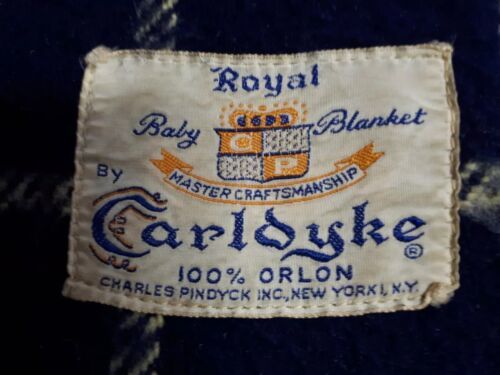 Royal
Baby Blanket
C P
MASTER CRAFTSMANSHIP
BY
Carldyke ®
100% ORLON
CHARLES PINDYCK INC., NEW YORK 1, N.Y.